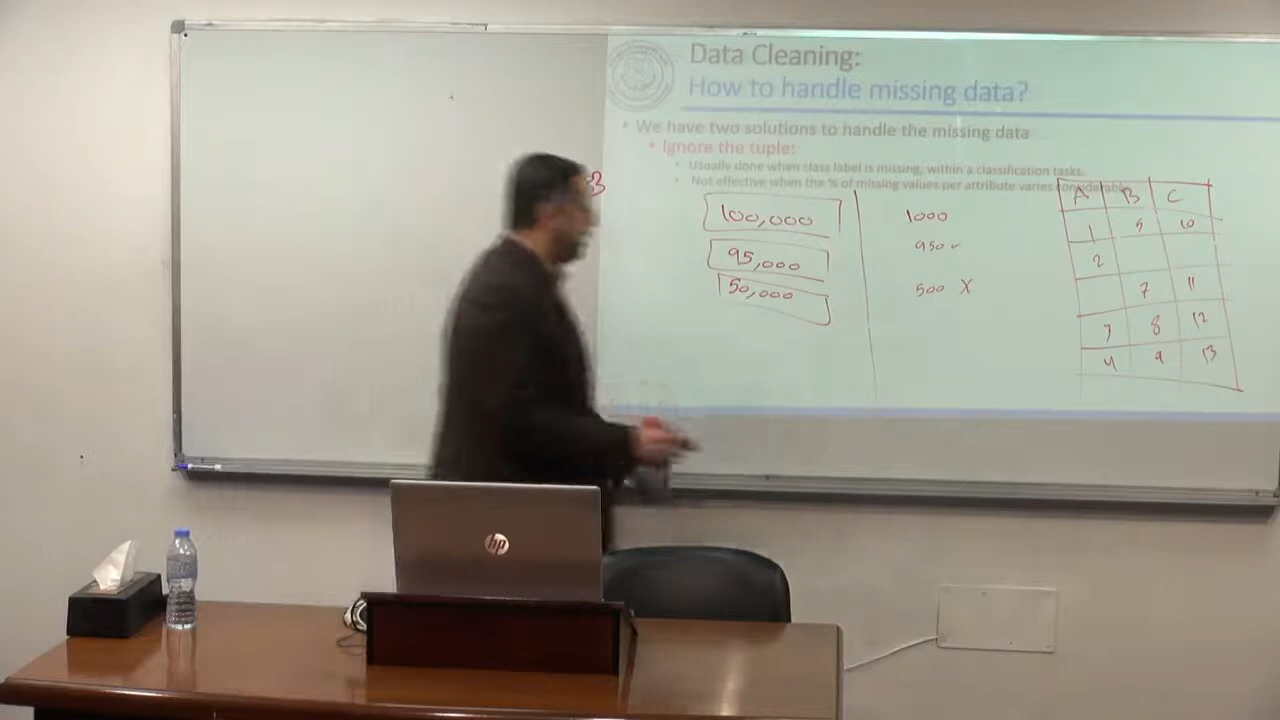 Data Cleaning:
How to handle missing data?
• We have two solutions to handle the missing data
• Ignore the tuple:
• Usually done when class label is missing, within a classification tasks.
• Not effective when the % of missing values per attribute varies considerably
100,000
95,000
50,000
1000
950 ✓
500 X
A B C
1 5 10
2
7 11
7 8 12
4 9 13
hp